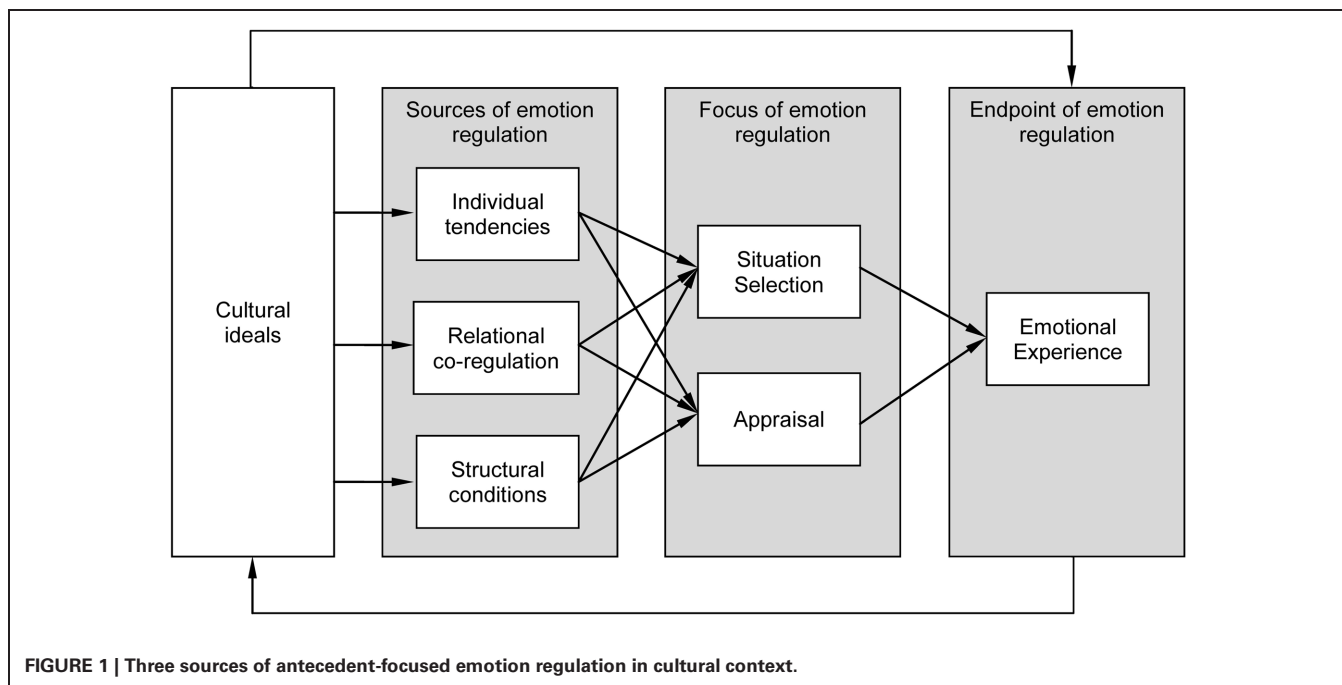 Sources of emotion
regulation
Focus of emotion
regulation
Endpoint of emotion
regulation
Cultural
ideals
Individual
tendencies
Relational
co-regulation
Structural
conditions
Situation
Selection
Appraisal
Emotional
Experience
FIGURE 1 | Three sources of antecedent-focused emotion regulation in cultural context.